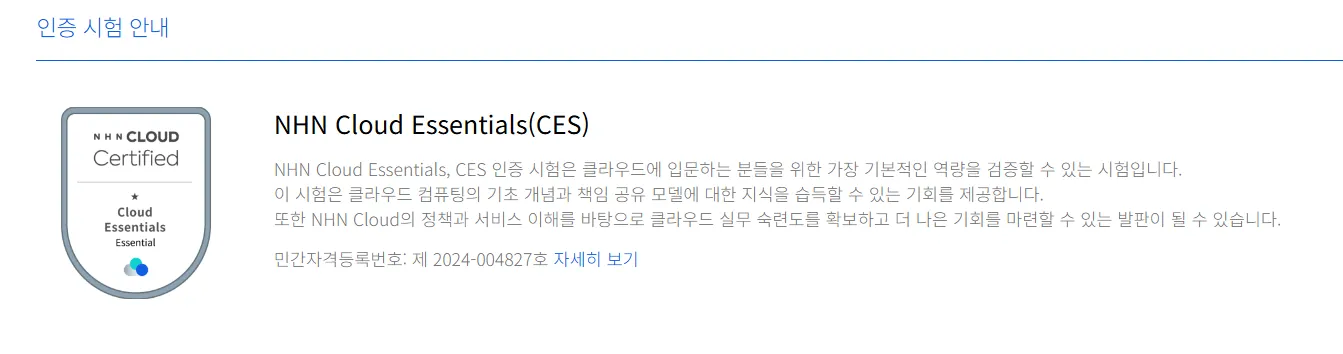 인증 시험 안내
NHN CLOUD
Certified
Cloud
Essentials
Essential
NHN Cloud Essentials(CES)
NHN Cloud Essentials, CES 인증 시험은 클라우드에 입문하는 분들을 위한 가장 기본적인 역량을 검증할 수 있는 시험입니다.
이 시험은 클라우드 컴퓨팅의 기초 개념과 책임 공유 모델에 대한 지식을 습득할 수 있는 기회를 제공합니다.
또한 NHN Cloud의 정책과 서비스 이해를 바탕으로 클라우드 실무 숙련도를 확보하고 더 나은 기회를 마련할 수 있는 발판이 될 수 있습니다.
민간자격등록번호: 제 2024-004827호 자세히 보기